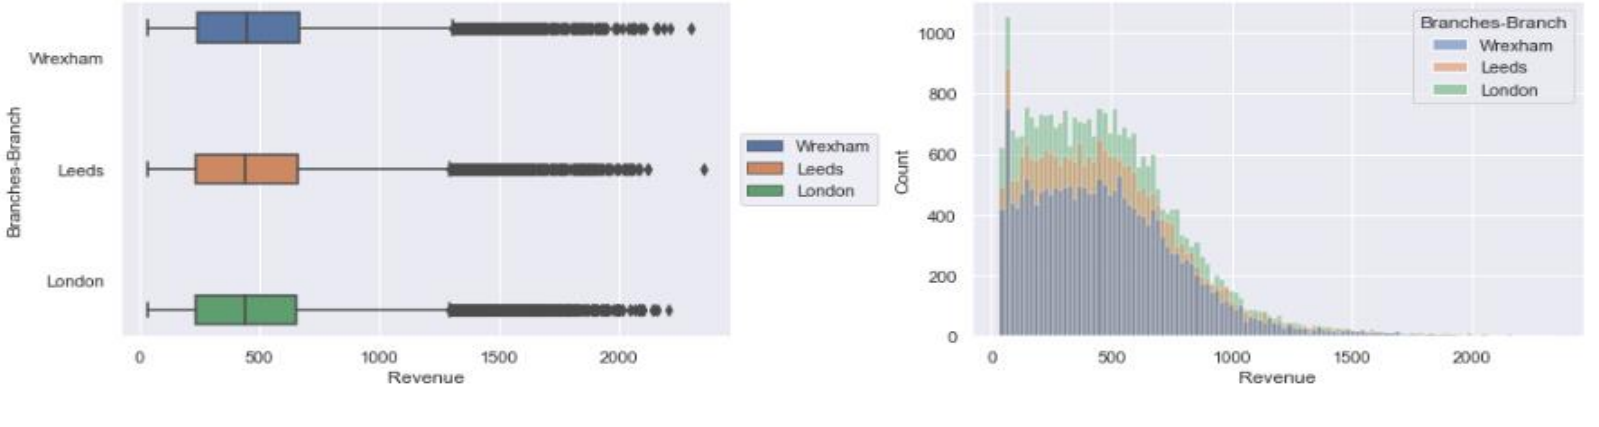 Branches-Branch
Wrexham
Leeds
London
0 500 1000 1500 2000
Revenue
Wrexham
Leeds
London
Count
1000
800
600
400
200
0
0 500 1000 1500 2000
Revenue
Branches-Branch
Wrexham
Leeds
London